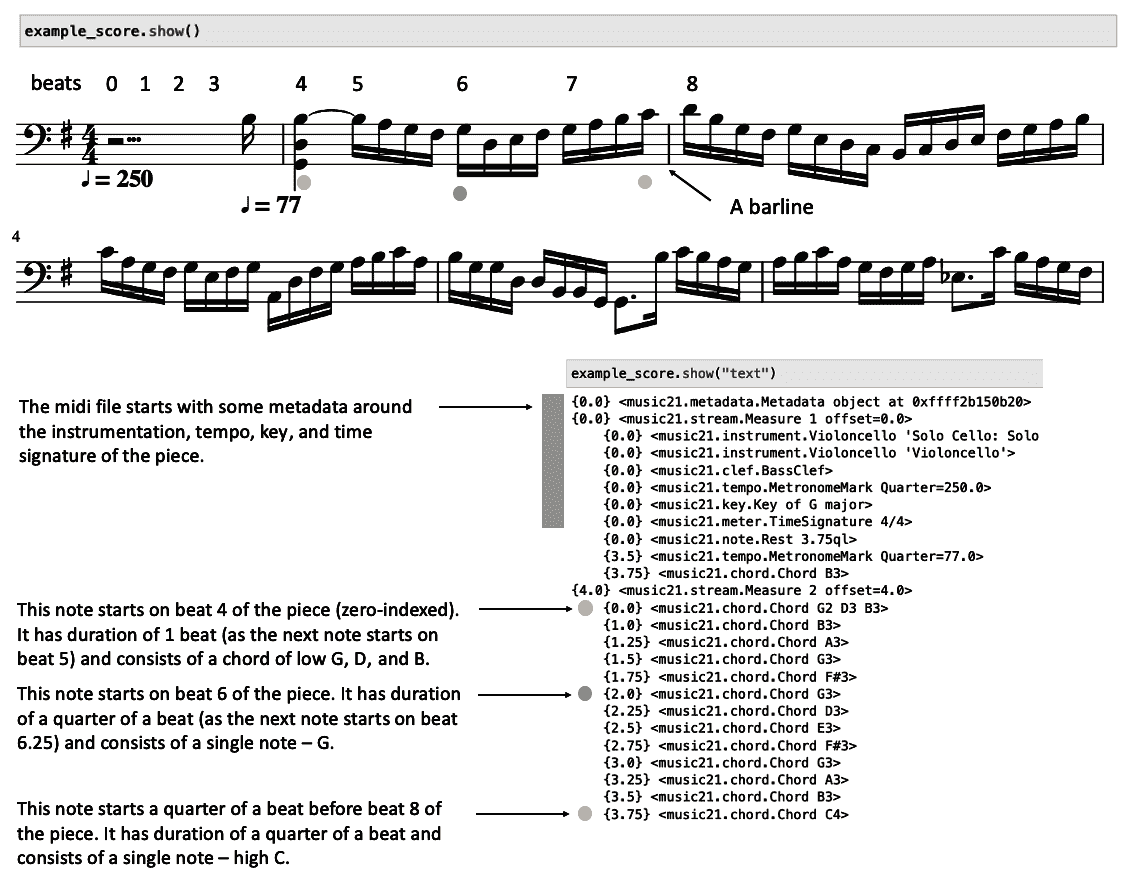 example_score.show()
beats 0 1 2 3 4 5 6 7 8
4
4
♩ = 250
♩ = 77
A barline
4
example_score.show("text")
The midi file starts with some metadata around
the instrumentation, tempo, key, and time
signature of the piece.
{0.0} <music21.metadata.Metadata object at 0xffff2b150b20>
{0.0} <music21.stream.Measure 1 offset=0.0>
{0.0} <music21.instrument.Violoncello 'Solo Cello: Solo
{0.0} <music21.instrument.Violoncello 'Violoncello'>
{0.0} <music21.clef.BassClef>
{0.0} <music21.tempo.MetronomeMark Quarter=250.0>
{0.0} <music21.key.Key of G major>
{0.0} <music21.meter.TimeSignature 4/4>
{0.0} <music21.note.Rest 3.75ql>
{3.5} <music21.tempo.MetronomeMark Quarter=77.0>
{3.75} <music21.chord.Chord B3>
{4.0} <music21.stream.Measure 2 offset=4.0>
This note starts on beat 4 of the piece (zero-indexed).
It has duration of 1 beat (as the next note starts on
beat 5) and consists of a chord of low G, D, and B.
{0.0} <music21.chord.Chord G2 D3 B3>
{1.0} <music21.chord.Chord B3>
{1.25} <music21.chord.Chord A3>
{1.5} <music21.chord.Chord G3>
{1.75} <music21.chord.Chord F#3>
This note starts on beat 6 of the piece. It has duration
of a quarter of a beat (as the next note starts on beat
6.25) and consists of a single note – G.
{2.0} <music21.chord.Chord G3>
{2.25} <music21.chord.Chord D3>
{2.5} <music21.chord.Chord E3>
{2.75} <music21.chord.Chord F#3>
{3.0} <music21.chord.Chord G3>
{3.25} <music21.chord.Chord A3>
{3.5} <music21.chord.Chord B3>
{3.75} <music21.chord.Chord C4>
This note starts a quarter of a beat before beat 8 of
the piece. It has duration of a quarter of a beat and
consists of a single note – high C.